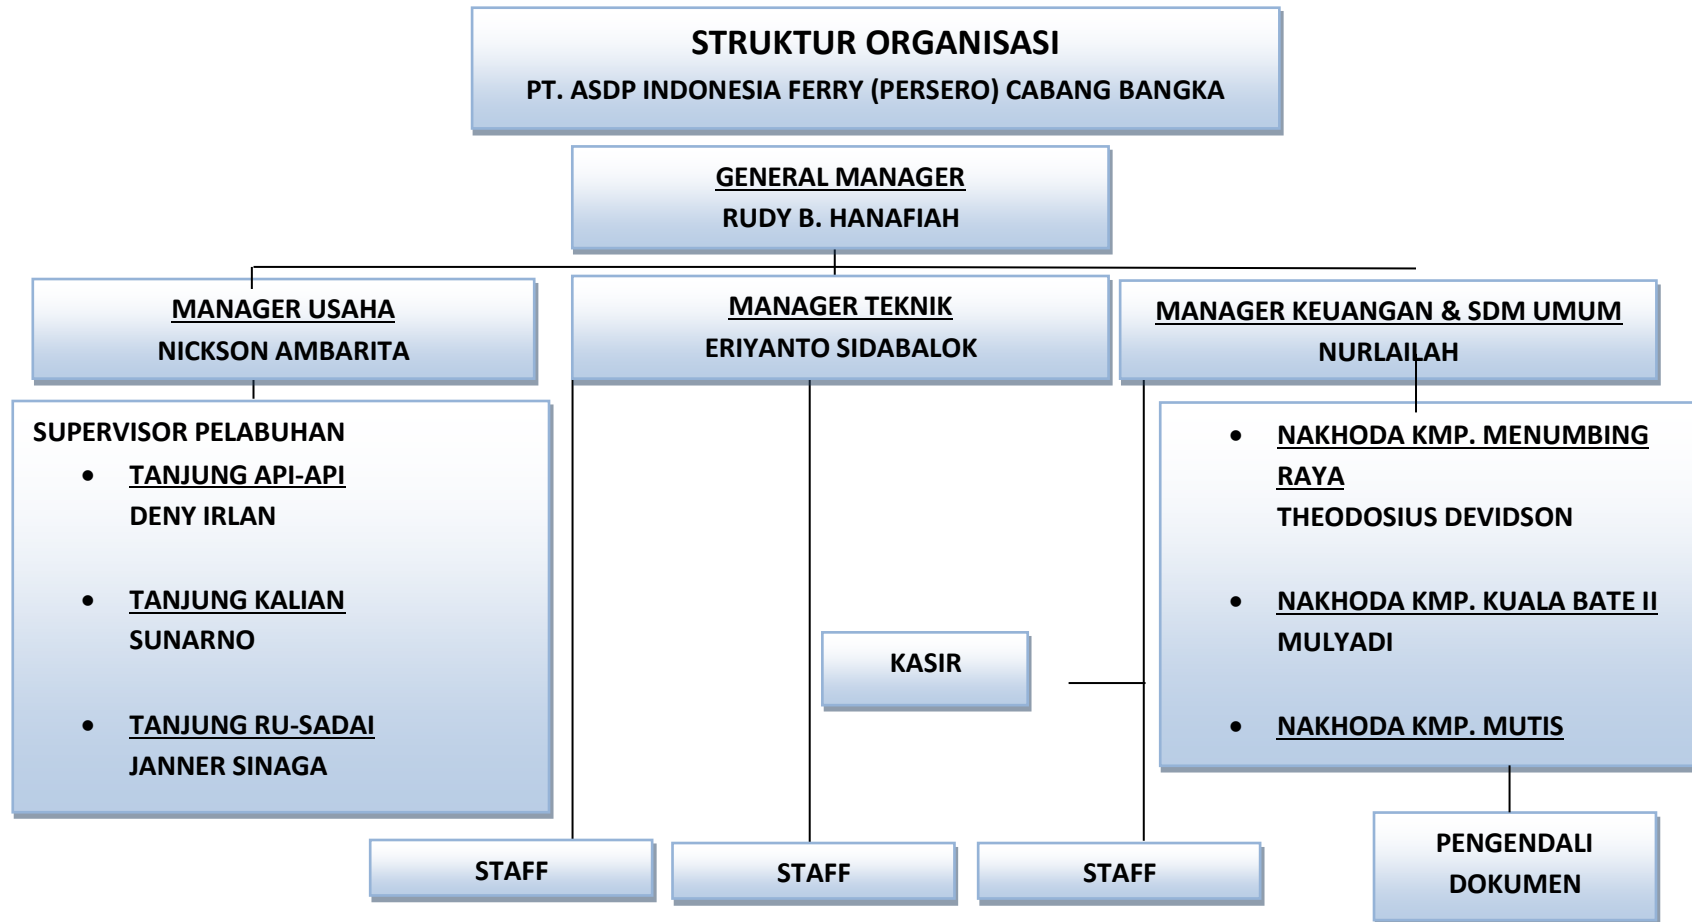 STRUKTUR ORGANISASI
PT. ASDP INDONESIA FERRY (PERSERO) CABANG BANGKA
GENERAL MANAGER
RUDY B. HANAFIAH
MANAGER USAHA
NICKSON AMBARITA
MANAGER TEKNIK
ERIYANTO SIDABALOK
MANAGER KEUANGAN & SDM UMUM
NURLAILAH
SUPERVISOR PELABUHAN
• TANJUNG API-API
DENY IRLAN
• TANJUNG KALIAN
SUNARNO
• TANJUNG RU-SADAI
JANNER SINAGA
KASIR
• NAKHODA KMP. MENUMBING
RAYA
THEODOSIUS DEVIDSON
• NAKHODA KMP. KUALA BATE II
MULYADI
• NAKHODA KMP. MUTIS
STAFF
STAFF
STAFF
PENGENDALI
DOKUMEN